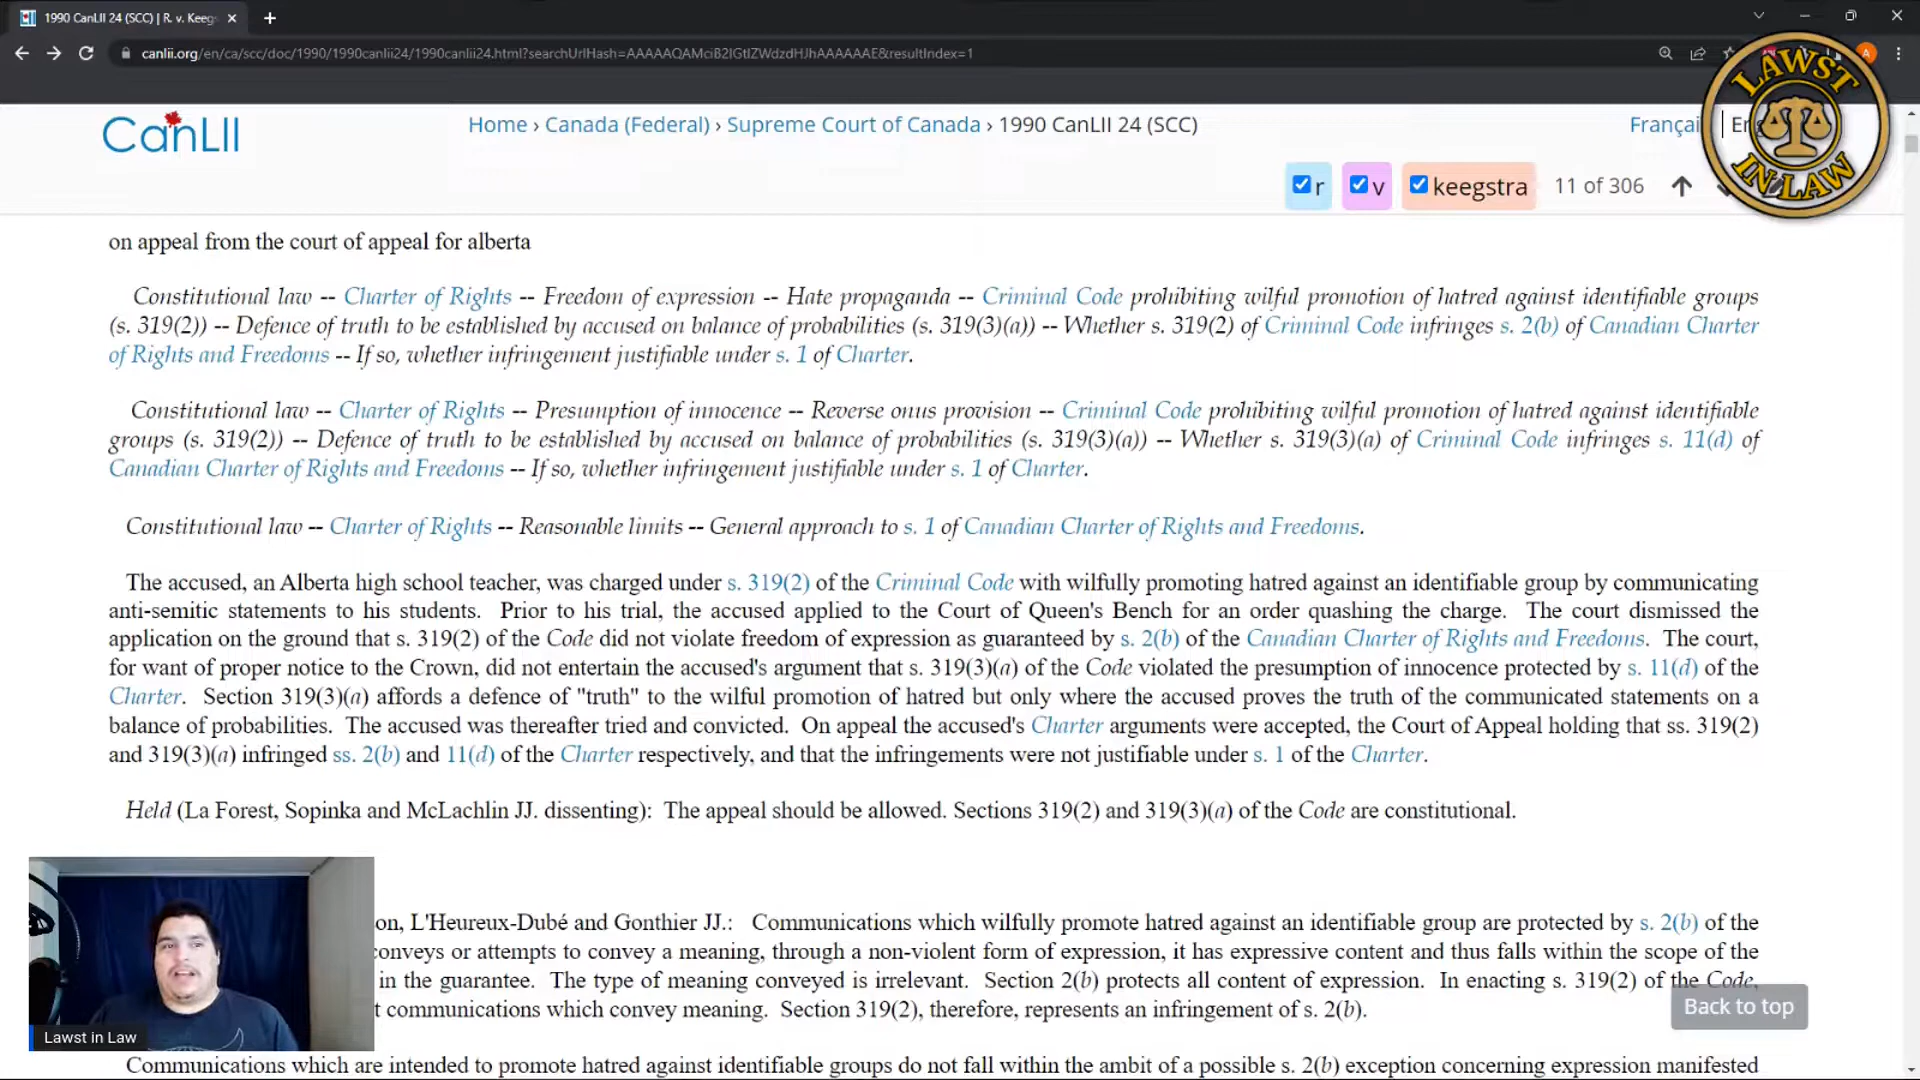 1990 CanLII 24 (SCC) | R. v. Keegs
canlii.org/en/ca/scc/doc/1990/1990canlii24/1990canlii24.html?searchUrlHash=AAAAAQAMciB2IGtlZWdzdHJhAAAAAAE&resultIndex=1
A
LAWST IN LAW
CanLII
Home › Canada (Federal) › Supreme Court of Canada › 1990 CanLII 24 (SCC)
Françai
r v keegstra 11 of 306
on appeal from the court of appeal for alberta
Constitutional law -- Charter of Rights -- Freedom of expression -- Hate propaganda -- Criminal Code prohibiting wilful promotion of hatred against identifiable groups
(s. 319(2)) -- Defence of truth to be established by accused on balance of probabilities (s. 319(3)(a)) -- Whether s. 319(2) of Criminal Code infringes s. 2(b) of Canadian Charter
of Rights and Freedoms -- If so, whether infringement justifiable under s. 1 of Charter.
Constitutional law -- Charter of Rights -- Presumption of innocence -- Reverse onus provision -- Criminal Code prohibiting wilful promotion of hatred against identifiable
groups (s. 319(2)) -- Defence of truth to be established by accused on balance of probabilities (s. 319(3)(a)) -- Whether s. 319(3)(a) of Criminal Code infringes s. 11(d) of
Canadian Charter of Rights and Freedoms -- If so, whether infringement justifiable under s. 1 of Charter.
Constitutional law -- Charter of Rights -- Reasonable limits -- General approach to s. 1 of Canadian Charter of Rights and Freedoms.
The accused, an Alberta high school teacher, was charged under s. 319(2) of the Criminal Code with wilfully promoting hatred against an identifiable group by communicating
anti-semitic statements to his students. Prior to his trial, the accused applied to the Court of Queen's Bench for an order quashing the charge. The court dismissed the
application on the ground that s. 319(2) of the Code did not violate freedom of expression as guaranteed by s. 2(b) of the Canadian Charter of Rights and Freedoms. The court,
for want of proper notice to the Crown, did not entertain the accused's argument that s. 319(3)(a) of the Code violated the presumption of innocence protected by s. 11(d) of the
Charter. Section 319(3)(a) affords a defence of "truth" to the wilful promotion of hatred but only where the accused proves the truth of the communicated statements on a
balance of probabilities. The accused was thereafter tried and convicted. On appeal the accused's Charter arguments were accepted, the Court of Appeal holding that ss. 319(2)
and 319(3)(a) infringed ss. 2(b) and 11(d) of the Charter respectively, and that the infringements were not justifiable under s. 1 of the Charter.
Held (La Forest, Sopinka and McLachlin JJ. dissenting): The appeal should be allowed. Sections 319(2) and 319(3)(a) of the Code are constitutional.
on, L'Heureux-Dubé and Gonthier JJ.: Communications which wilfully promote hatred against an identifiable group are protected by s. 2(b) of the
conveys or attempts to convey a meaning, through a non-violent form of expression, it has expressive content and thus falls within the scope of the
in the guarantee. The type of meaning conveyed is irrelevant. Section 2(b) protects all content of expression. In enacting s. 319(2) of the Code,
t communications which convey meaning. Section 319(2), therefore, represents an infringement of s. 2(b).
Back to top
Lawst in Law
Communications which are intended to promote hatred against identifiable groups do not fall within the ambit of a possible s. 2(b) exception concerning expression manifested